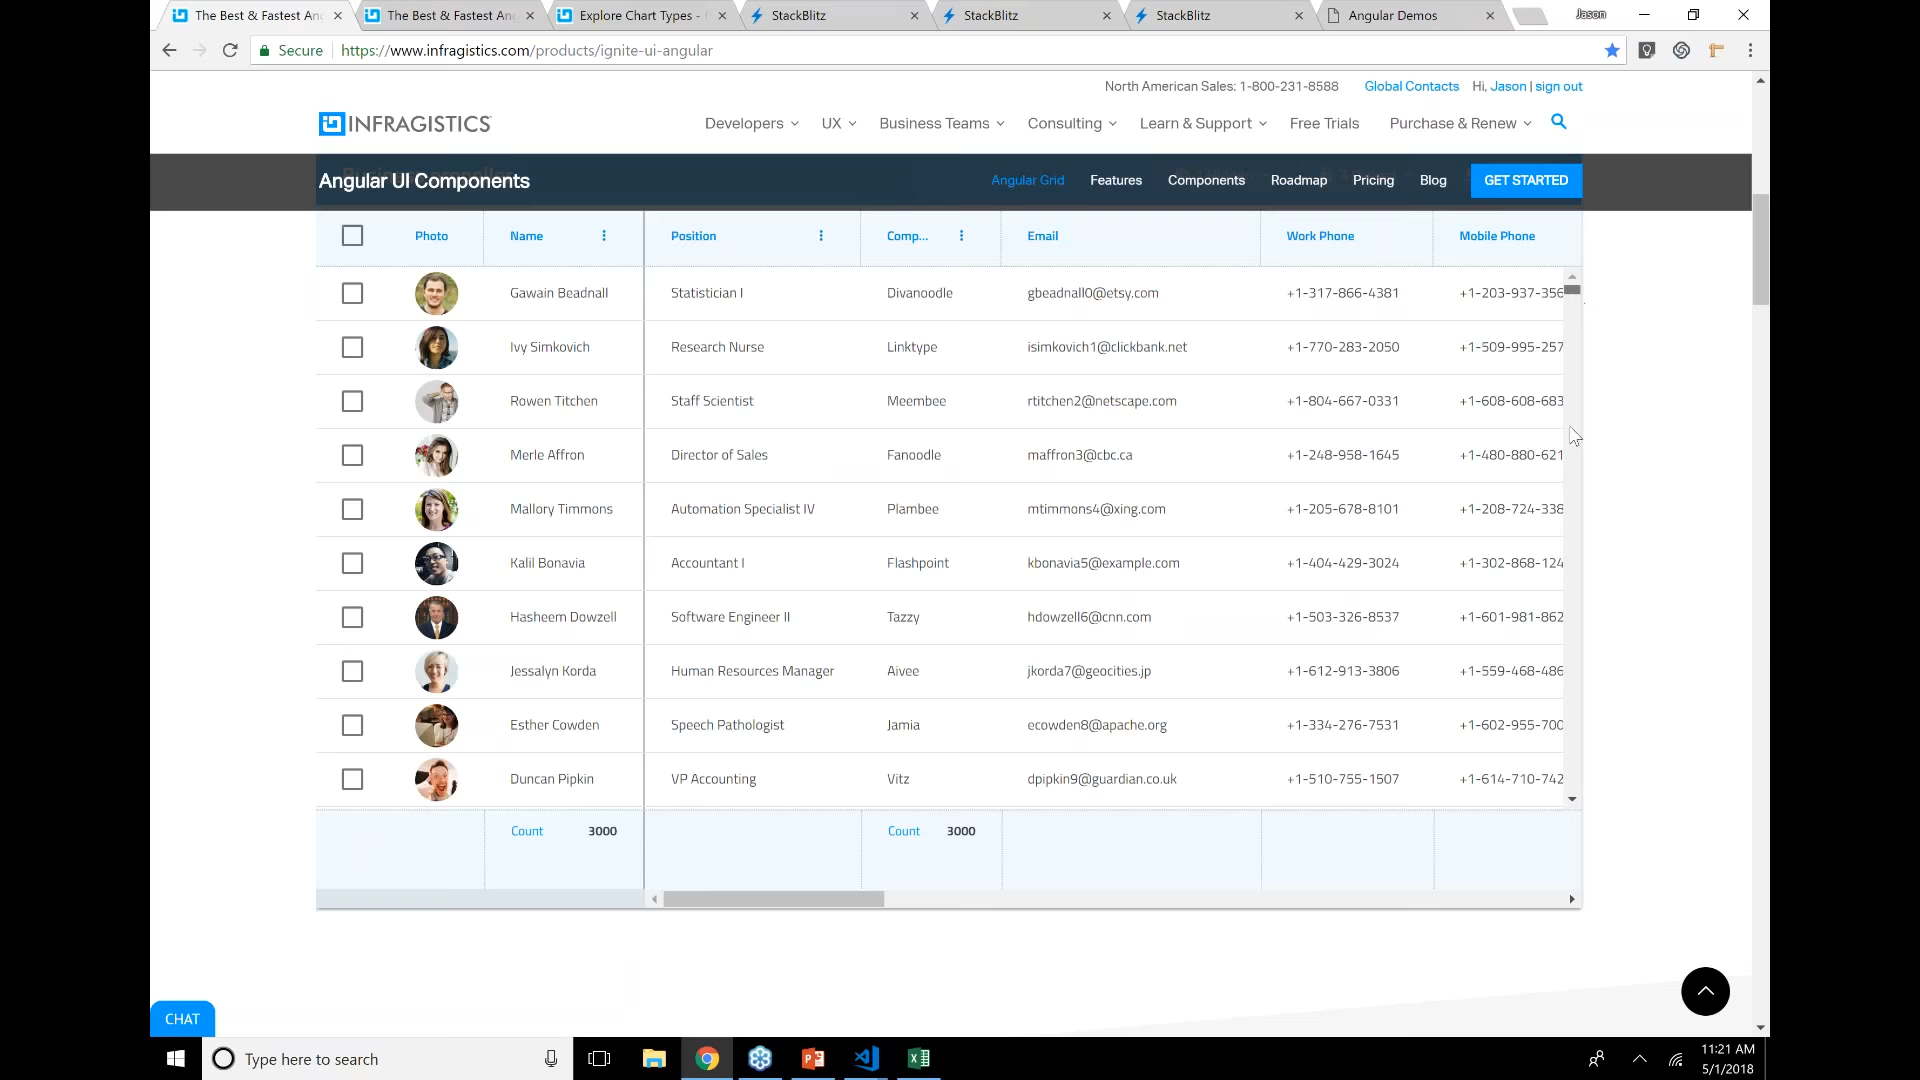 The Best & Fastest An
The Best & Fastest An
Explore Chart Types -
StackBlitz
StackBlitz
StackBlitz
Angular Demos
Jason
Secure
https://www.infragistics.com/products/ignite-ui-angular
North American Sales: 1-800-231-8588 Global Contacts Hi, Jason | sign out
INFRAGISTICS
Developers UX Business Teams Consulting Learn & Support Free Trials Purchase & Renew
Angular UI Components
Angular Grid Features Components Roadmap Pricing Blog GET STARTED
Photo Name Position Comp... Email Work Phone Mobile Phone
Gawain Beadnall Statistician I Divanoodle gbeadnall0@etsy.com +1-317-866-4381 +1-203-937-356
Ivy Simkovich Research Nurse Linktype isimkovich1@clickbank.net +1-770-283-2050 +1-509-995-257
Rowen Titchen Staff Scientist Meembee rtitchen2@netscape.com +1-804-667-0331 +1-608-608-683
Merle Affron Director of Sales Fanoodle maffron3@cbc.ca +1-248-958-1645 +1-480-880-621
Mallory Timmons Automation Specialist IV Plambee mtimmons4@xing.com +1-205-678-8101 +1-208-724-338
Kalil Bonavia Accountant I Flashpoint kbonavia5@example.com +1-404-429-3024 +1-302-868-124
Hasheem Dowzell Software Engineer II Tazzy hdowzell6@cnn.com +1-503-326-8537 +1-601-981-862
Jessalyn Korda Human Resources Manager Aivee jkorda7@geocities.jp +1-612-913-3806 +1-559-468-486
Esther Cowden Speech Pathologist Jamia ecowden8@apache.org +1-334-276-7531 +1-602-955-700
Duncan Pipkin VP Accounting Vitz dpipkin9@guardian.co.uk +1-510-755-1507 +1-614-710-742
Count 3000 Count 3000
CHAT
Type here to search
11:21 AM
5/1/2018